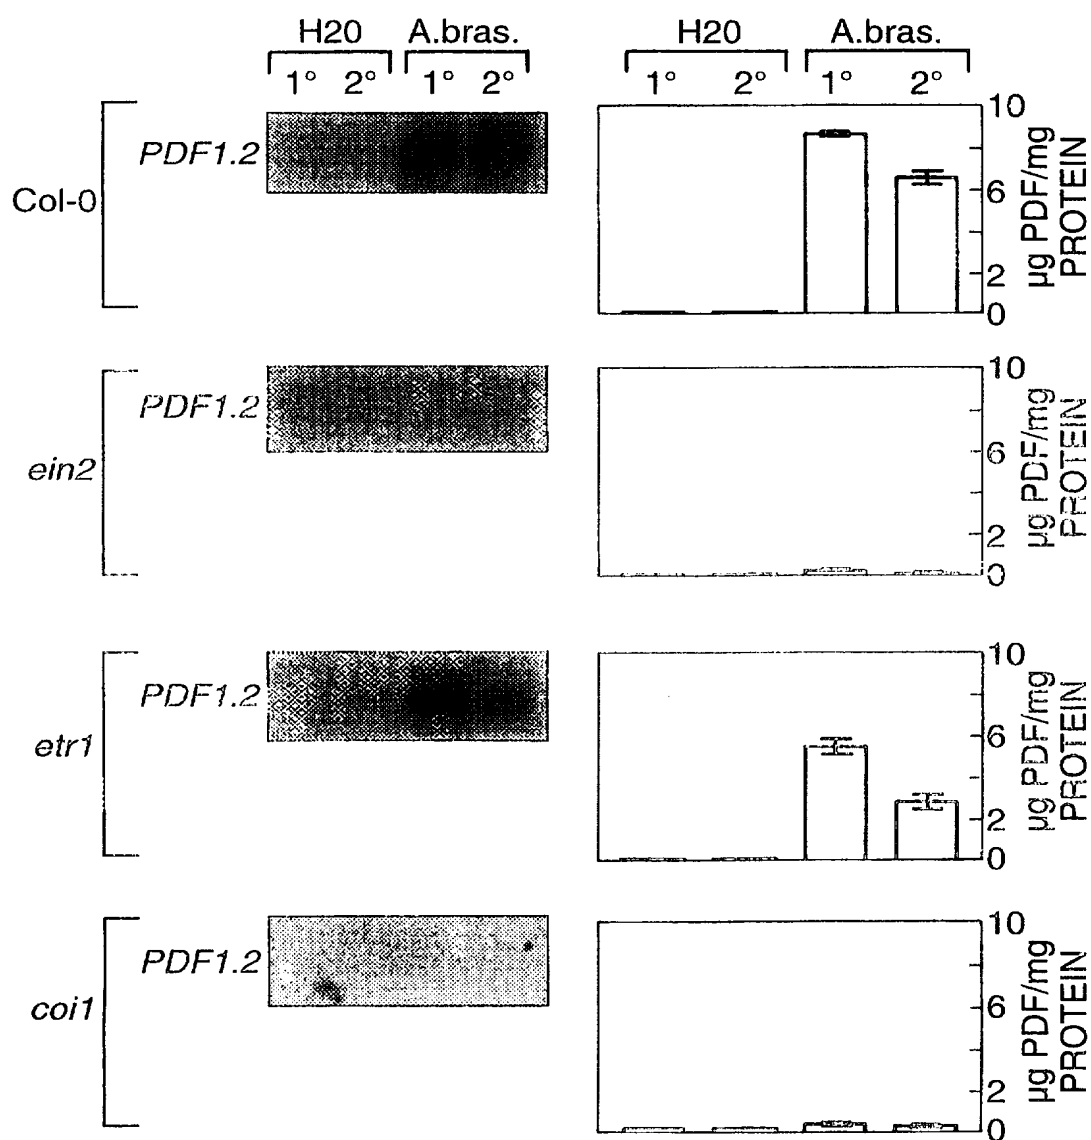 H20 A.bras. H20 A.bras.
1° 2° 1° 2° 1° 2° 1° 2°
Col-0
PDF1.2
10
6
2
0
µg PDF/mg
PROTEIN
ein2
PDF1.2
10
6
2
0
µg PDF/mg
PROTEIN
etr1
PDF1.2
10
6
2
0
µg PDF/mg
PROTEIN
coi1
PDF1.2
10
6
2
0
µg PDF/mg
PROTEIN